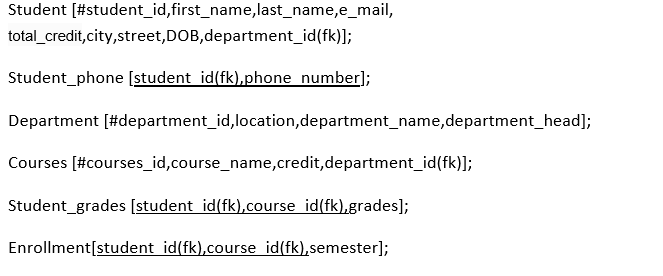 Student [#student_id,first_name,last_name,e_mail,
total_credit,city,street,DOB,department_id(fk)];
Student_phone [student_id(fk),phone_number];
Department [#department_id,location,department_name,department_head];
Courses [#courses_id,course_name,credit,department_id(fk)];
Student_grades [student_id(fk),course_id(fk),grades];
Enrollment[student_id(fk),course_id(fk),semester];